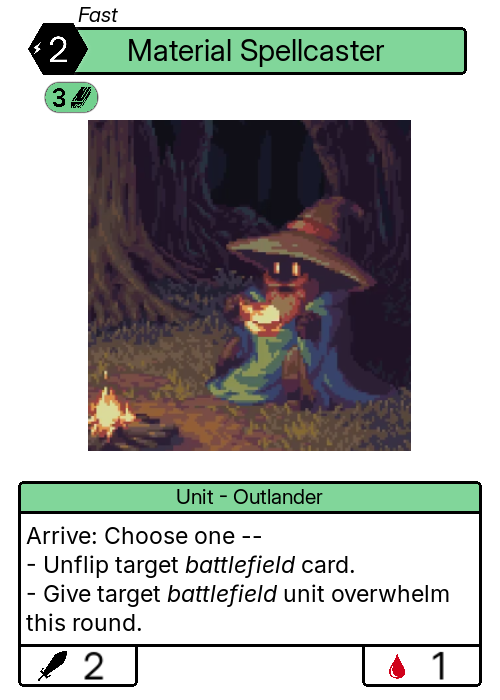 Fast
2 Material Spellcaster
3
Unit - Outlander
Arrive: Choose one --
- Unflip target battlefield card.
- Give target battlefield unit overwhelm
this round.
2 1